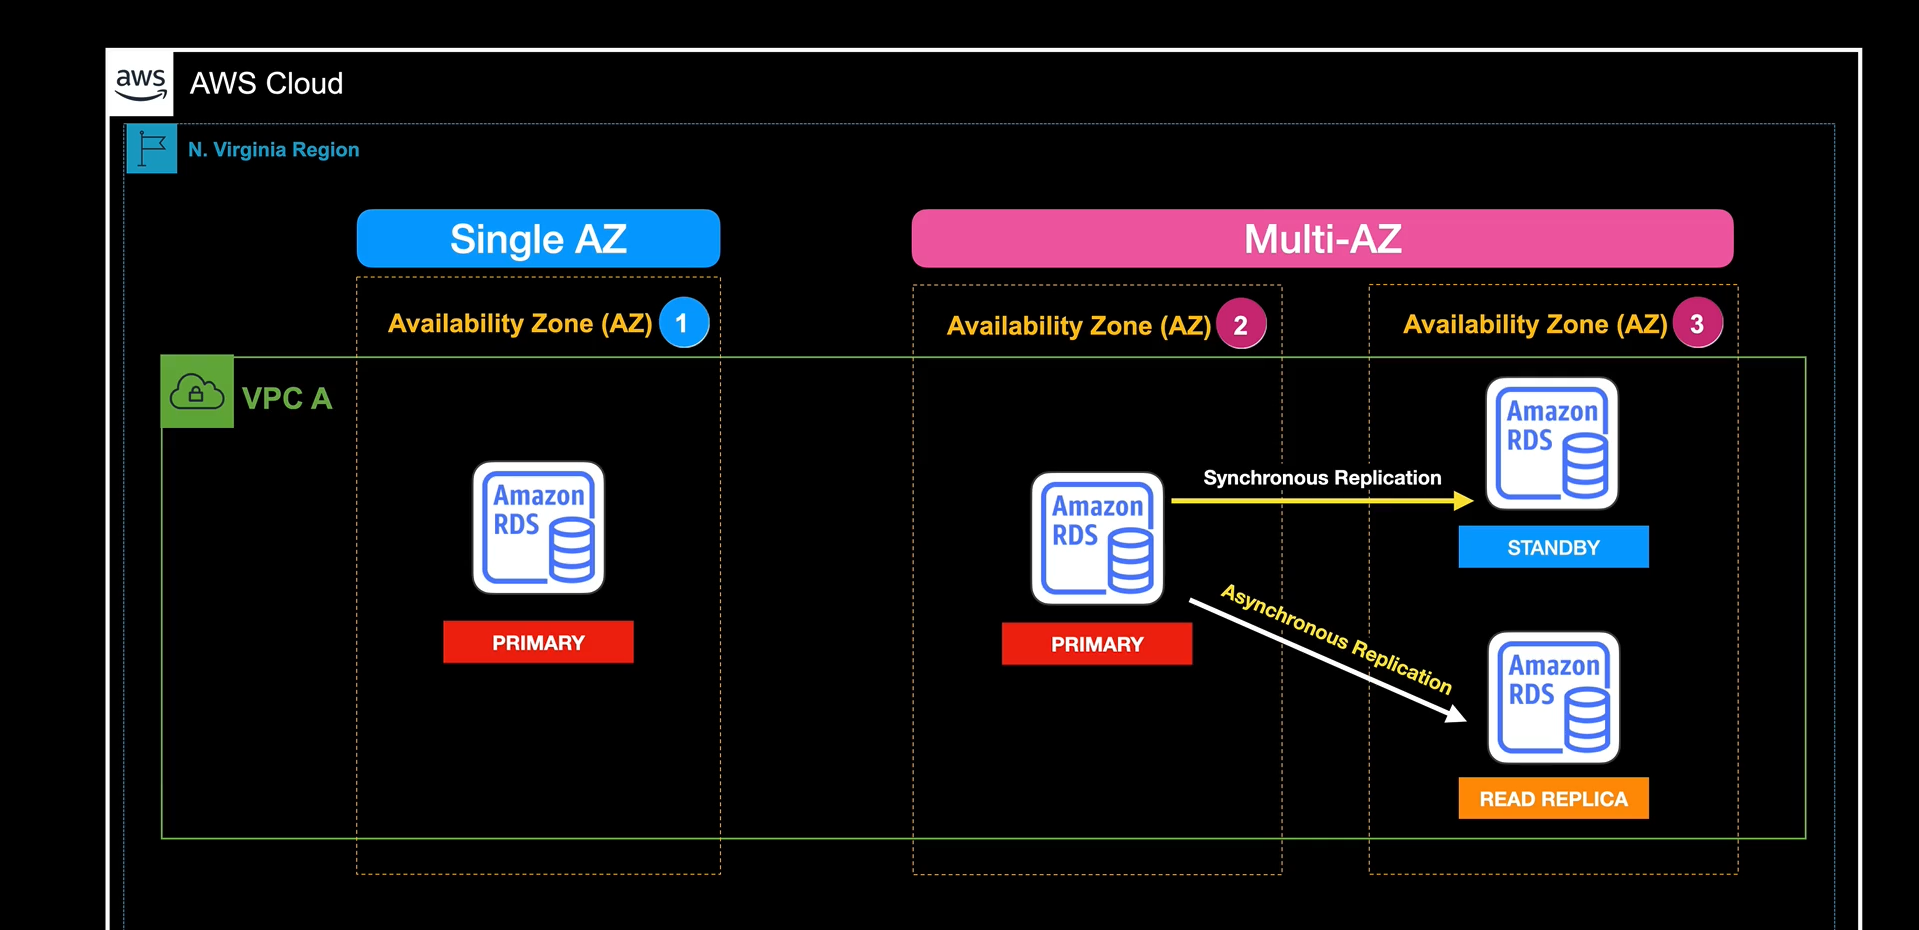 aws
AWS Cloud
N. Virginia Region
Single AZ
Multi-AZ
Availability Zone (AZ) 1
Availability Zone (AZ) 2
Availability Zone (AZ) 3
VPC A
Amazon
RDS
PRIMARY
Amazon
RDS
PRIMARY
Synchronous Replication
Asynchronous Replication
Amazon
RDS
STANDBY
Amazon
RDS
READ REPLICA